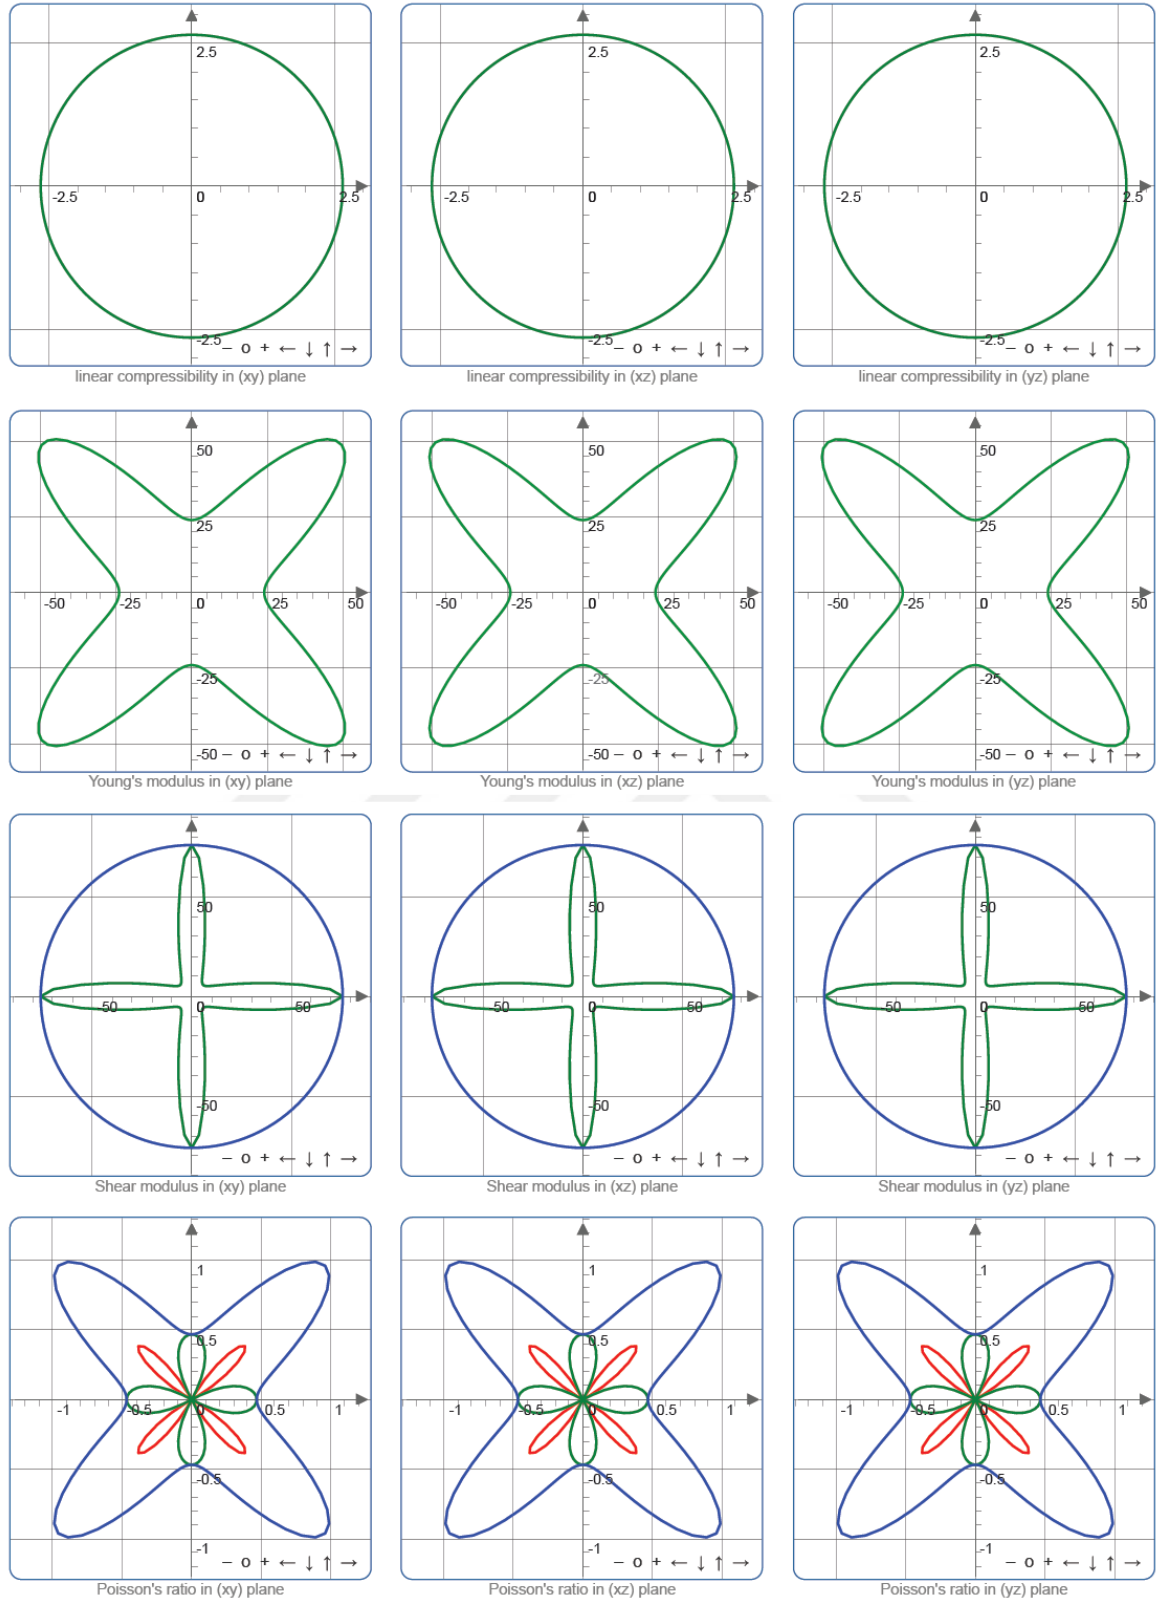 2.5 2.5 2.5
-2.5 0 2.5 -2.5 0 2.5 -2.5 0 2.5
-2.5 − o + ← ↓ ↑ → -2.5 − o + ← ↓ ↑ → -2.5 − o + ← ↓ ↑ →
linear compressibility in (xy) plane linear compressibility in (xz) plane linear compressibility in (yz) plane
50 50 50
25 25 25
-50 -25 0 25 50 -50 -25 0 25 50 -50 -25 0 25 50
-25 -25 -25
-50 − o + ← ↓ ↑ → -50 − o + ← ↓ ↑ → -50 − o + ← ↓ ↑ →
Young's modulus in (xy) plane Young's modulus in (xz) plane Young's modulus in (yz) plane
50 50 50
-50 0 50 -50 0 50 -50 0 50
-50 -50 -50
− o + ← ↓ ↑ → − o + ← ↓ ↑ → − o + ← ↓ ↑ →
Shear modulus in (xy) plane Shear modulus in (xz) plane Shear modulus in (yz) plane
1 1 1
0.5 0.5 0.5
-1 -0.5 0 0.5 1 -1 -0.5 0 0.5 1 -1 -0.5 0 0.5 1
-0.5 -0.5 -0.5
-1 − o + ← ↓ ↑ → -1 − o + ← ↓ ↑ → -1 − o + ← ↓ ↑ →
Poisson's ratio in (xy) plane Poisson's ratio in (xz) plane Poisson's ratio in (yz) plane